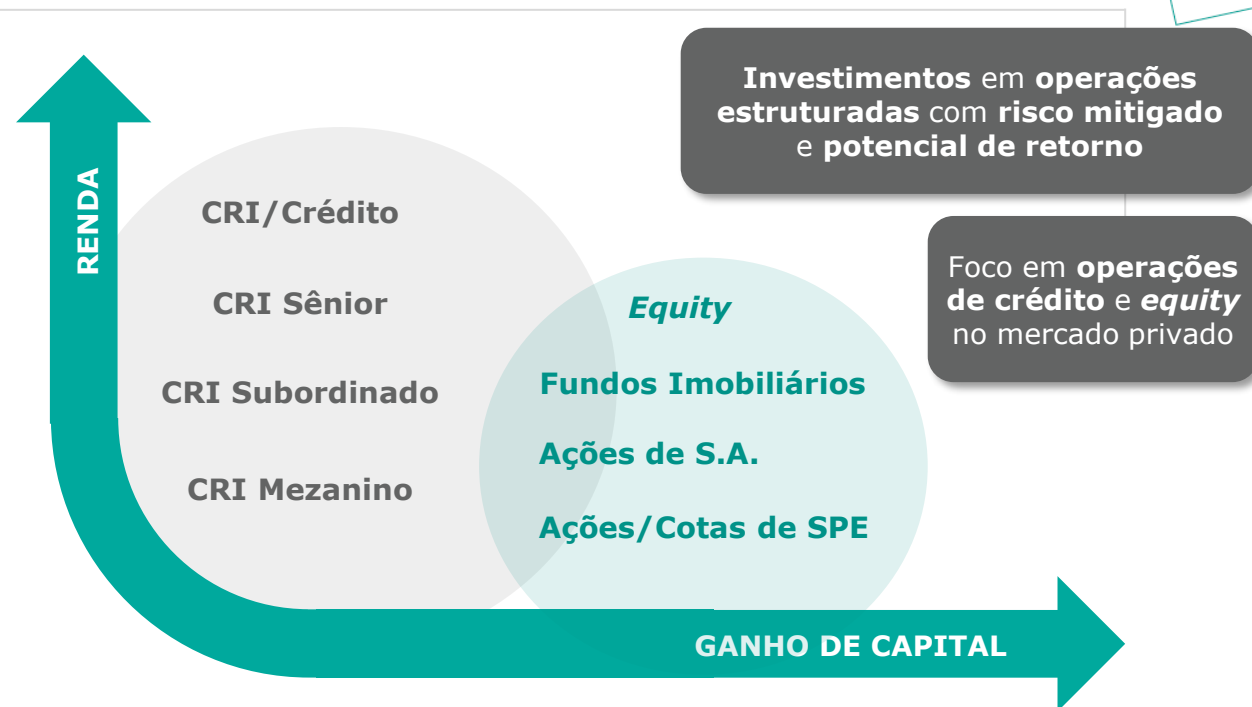 Investimentos em operações
estruturadas com risco mitigado
e potencial de retorno
Foco em operações
de crédito e equity
no mercado privado
RENDA
CRI/Crédito
CRI Sênior
CRI Subordinado
CRI Mezanino
Equity
Fundos Imobiliários
Ações de S.A.
Ações/Cotas de SPE
GANHO DE CAPITAL